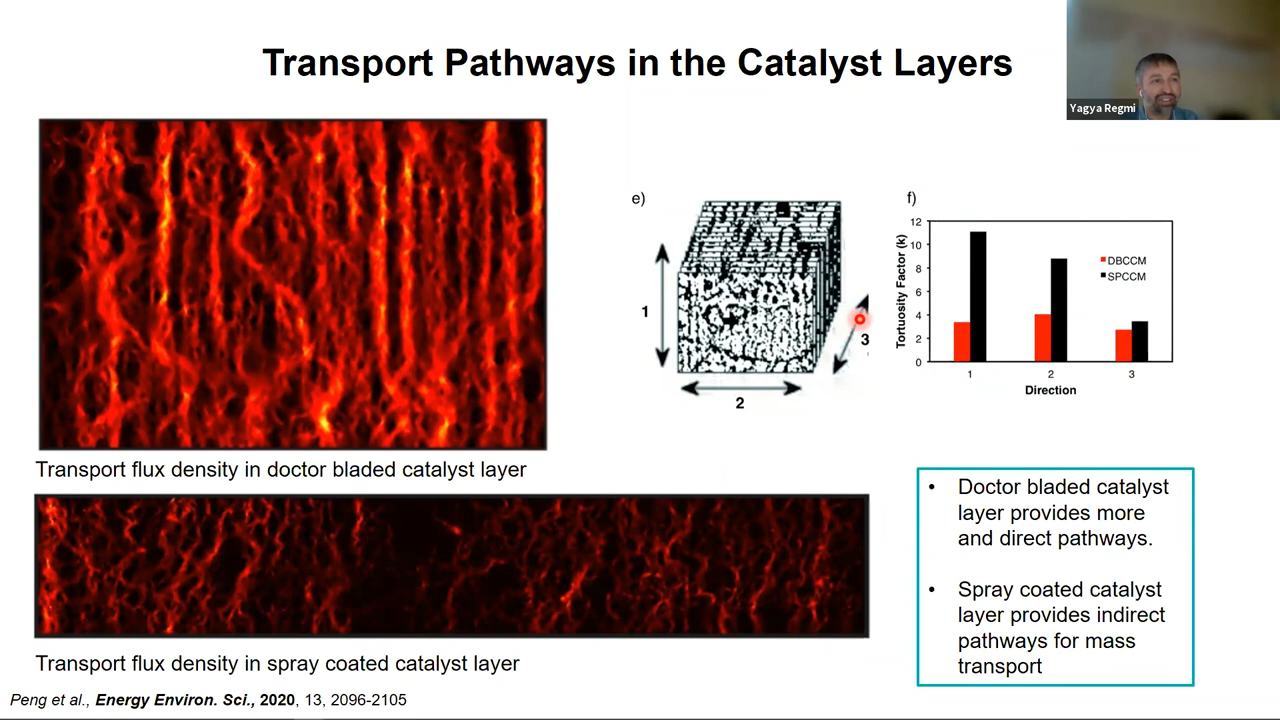 Transport Pathways in the Catalyst Layers
Yagya Regmi
e)
1
2
3
f)
Tortuosity Factor (k)
12
10
8
6
4
2
0
DBCCM
SPCCM
1 2 3
Direction
Transport flux density in doctor bladed catalyst layer
• Doctor bladed catalyst
layer provides more
and direct pathways.
• Spray coated catalyst
layer provides indirect
pathways for mass
transport
Transport flux density in spray coated catalyst layer
Peng et al., Energy Environ. Sci., 2020, 13, 2096-2105